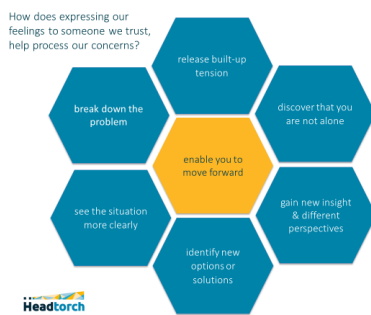 How does expressing our
feelings to someone we trust,
help process our concerns?
release built-up
tension
break down the
problem
discover that you
are not alone
enable you to
move forward
see the situation
more clearly
gain new insight
& different
perspectives
identify new
options or
solutions
Headtorch